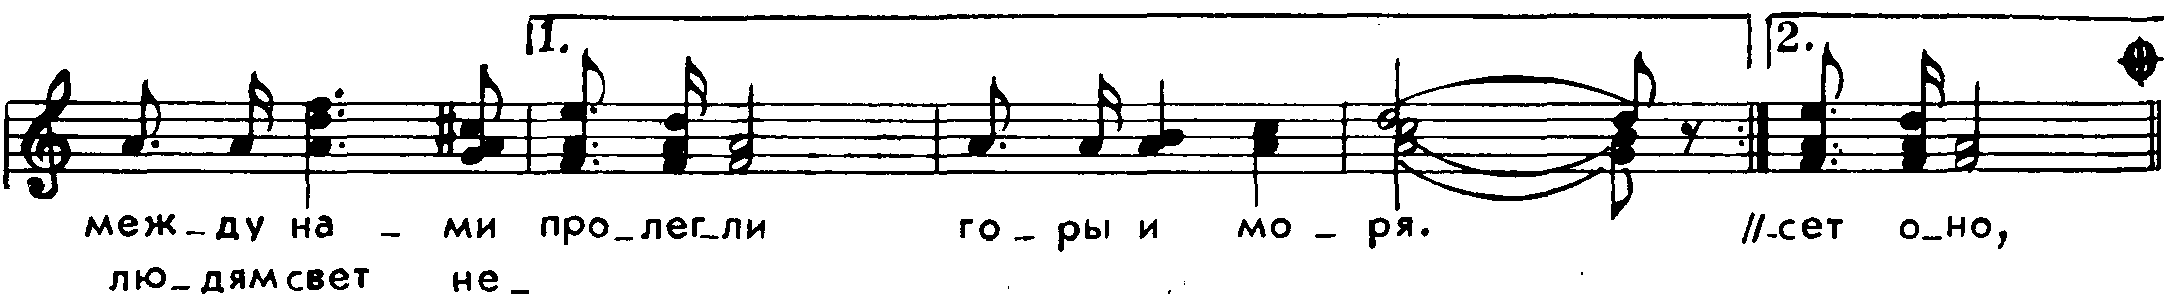 1. 2.
меж_ду на _ ми про_лег_ли го_ры и мо_ря. //-сет о_но,
лю_дям свет не_